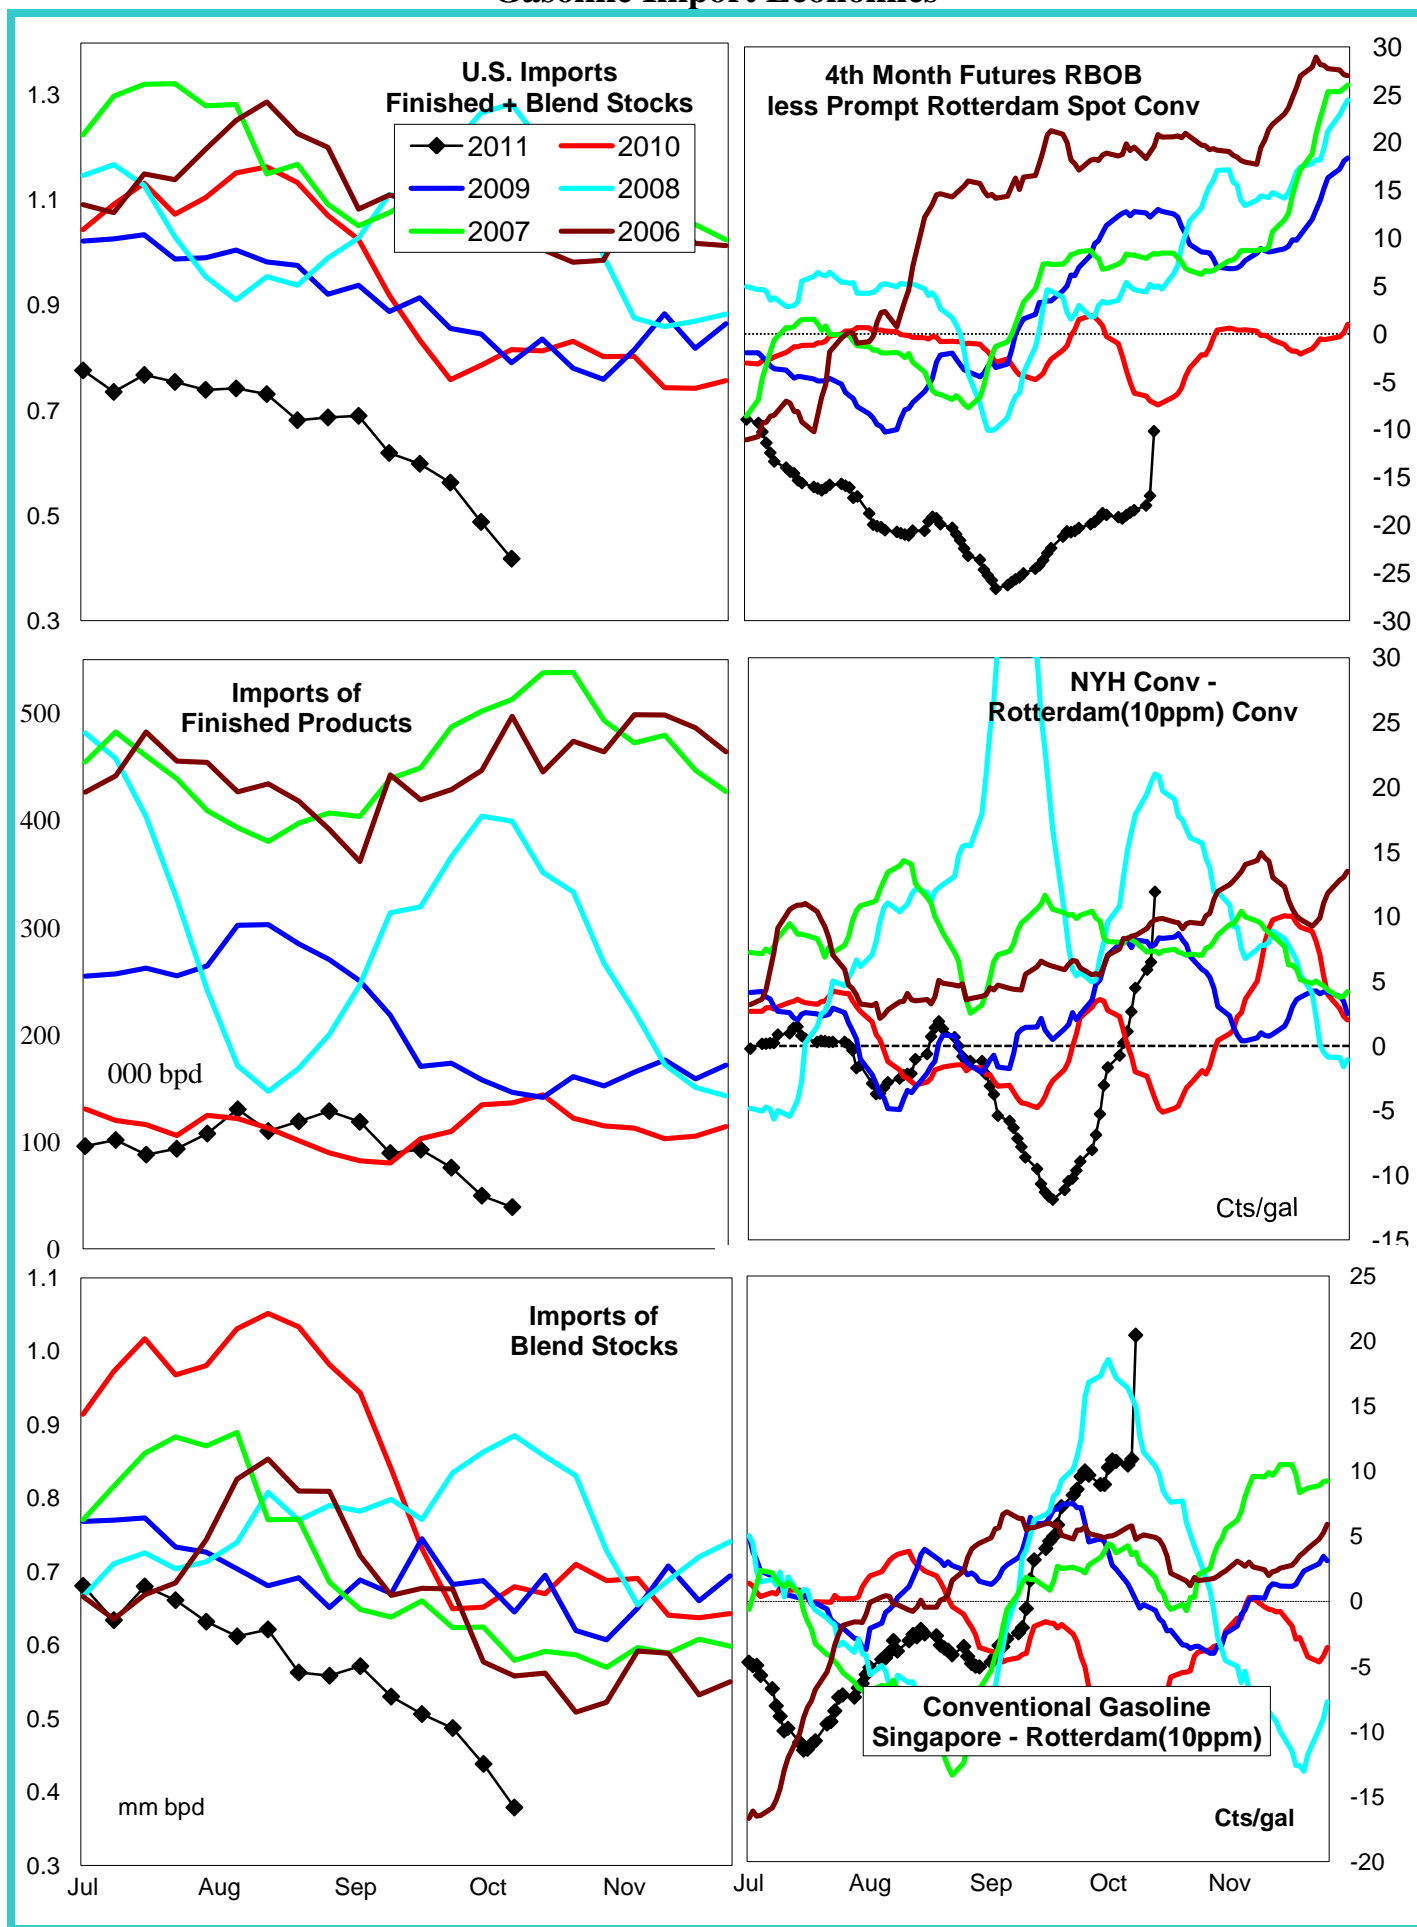 Gasoline Import Economics
U.S. Imports
Finished + Blend Stocks
2011
2010
2009
2008
2007
2006
1.3
1.1
0.9
0.7
0.5
0.3
4th Month Futures RBOB
less Prompt Rotterdam Spot Conv
30
25
20
15
10
5
0
-5
-10
-15
-20
-25
-30
Imports of
Finished Products
500
400
300
200
100
0
000 bpd
NYH Conv -
Rotterdam(10ppm) Conv
30
25
20
15
10
5
0
-5
-10
-15
Cts/gal
Imports of
Blend Stocks
1.1
1.0
0.9
0.8
0.7
0.6
0.5
0.4
0.3
mm bpd
Jul
Aug
Sep
Oct
Nov
25
20
15
10
5
0
-5
-10
-15
-20
Conventional Gasoline
Singapore - Rotterdam(10ppm)
Cts/gal
Jul
Aug
Sep
Oct
Nov